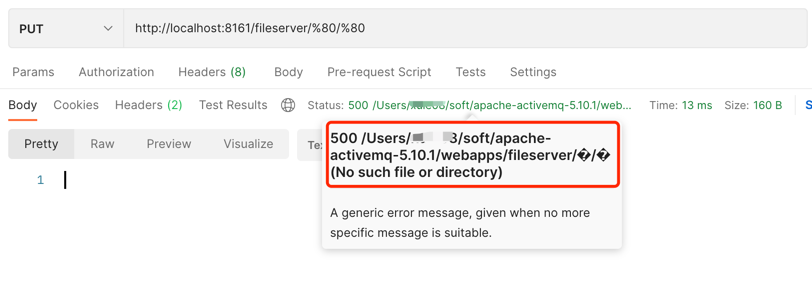 PUT
http://localhost:8161/fileserver/%80/%80
Params Authorization Headers (8) Body Pre-request Script Tests Settings
Body Cookies Headers (2) Test Results Status: 500 /Users/ /soft/apache-activemq-5.10.1/web... Time: 13 ms Size: 160 B S
Pretty Raw Preview Visualize Te
1
500 /Users/ 3/soft/apache-
activemq-5.10.1/webapps/fileserver/�/�
(No such file or directory)
A generic error message, given when no more
specific message is suitable.